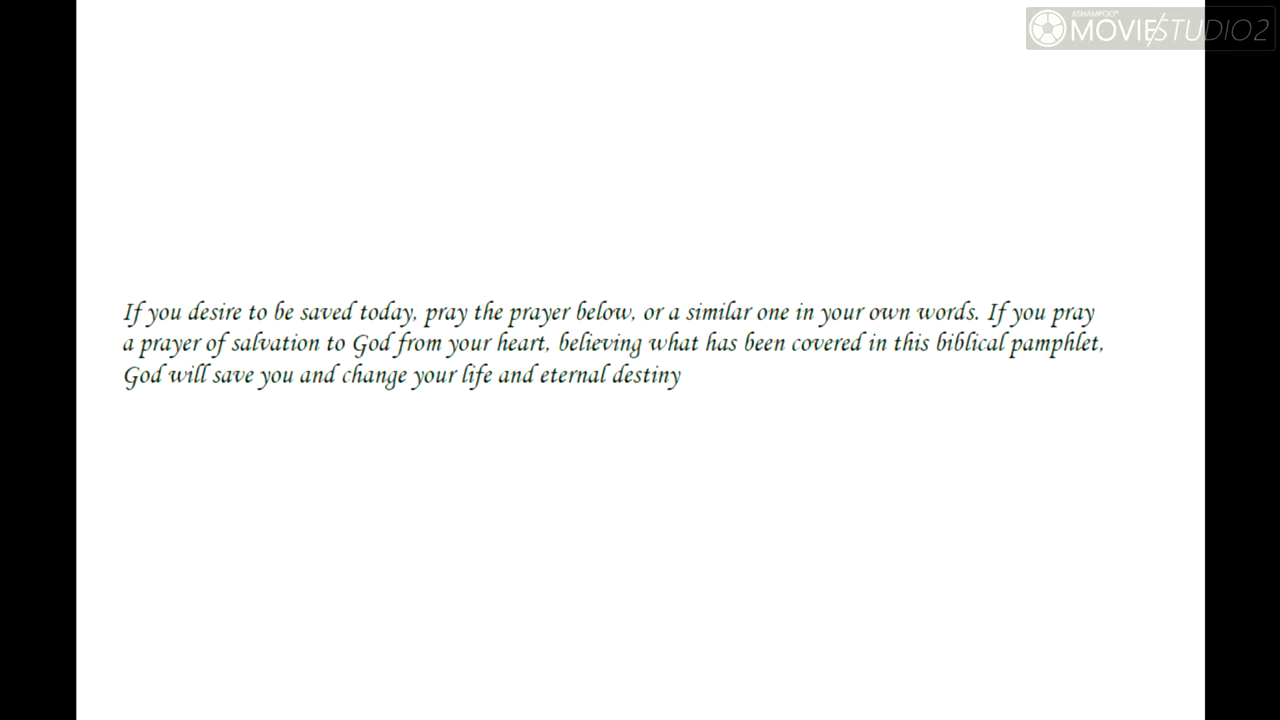 ASHAMPOO®
MOVIESTUDIO2
If you desire to be saved today, pray the prayer below, or a similar one in your own words. If you pray
a prayer of salvation to God from your heart, believing what has been covered in this biblical pamphlet,
God will save you and change your life and eternal destiny